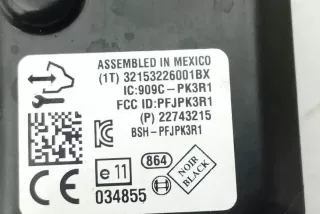 ASSEMBLED IN MEXICO
(1T) 32153226001BX
IC:909C-PK3R1
FCC ID:PFJPK3R1
(P) 22743215
BSH-PFJPK3R1
e11
864
NOIR
BLACK
CE
034855